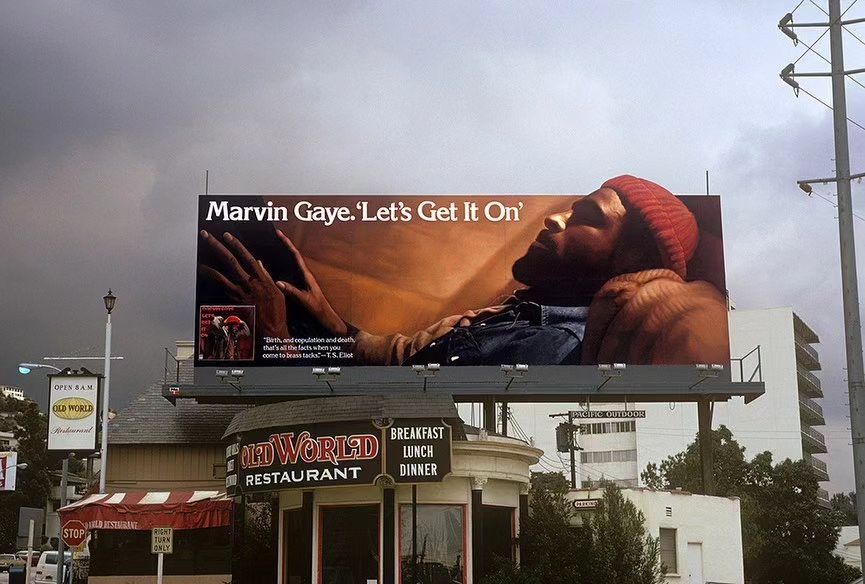 Marvin Gaye. 'Let's Get It On'
"Birth, and copulation and death,
that's all the facts when you
come to brass tacks."—T.S. Eliot
PACIFIC OUTDOOR
OPEN 8 A.M.
OLD WORLD
Restaurant
OLD WORLD
RESTAURANT
BREAKFAST
LUNCH
DINNER
WORLD RESTAURANT
STOP
RIGHT
TURN
ONLY